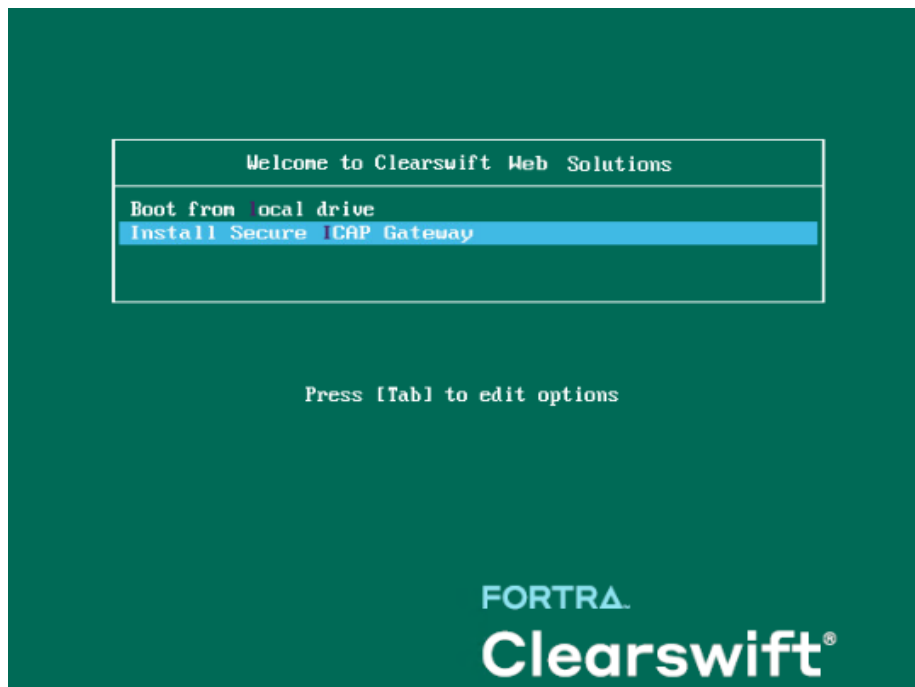 Welcome to Clearswift Web Solutions
Boot from local drive
Install Secure ICAP Gateway
Press [Tab] to edit options
FORTRA™
Clearswift®